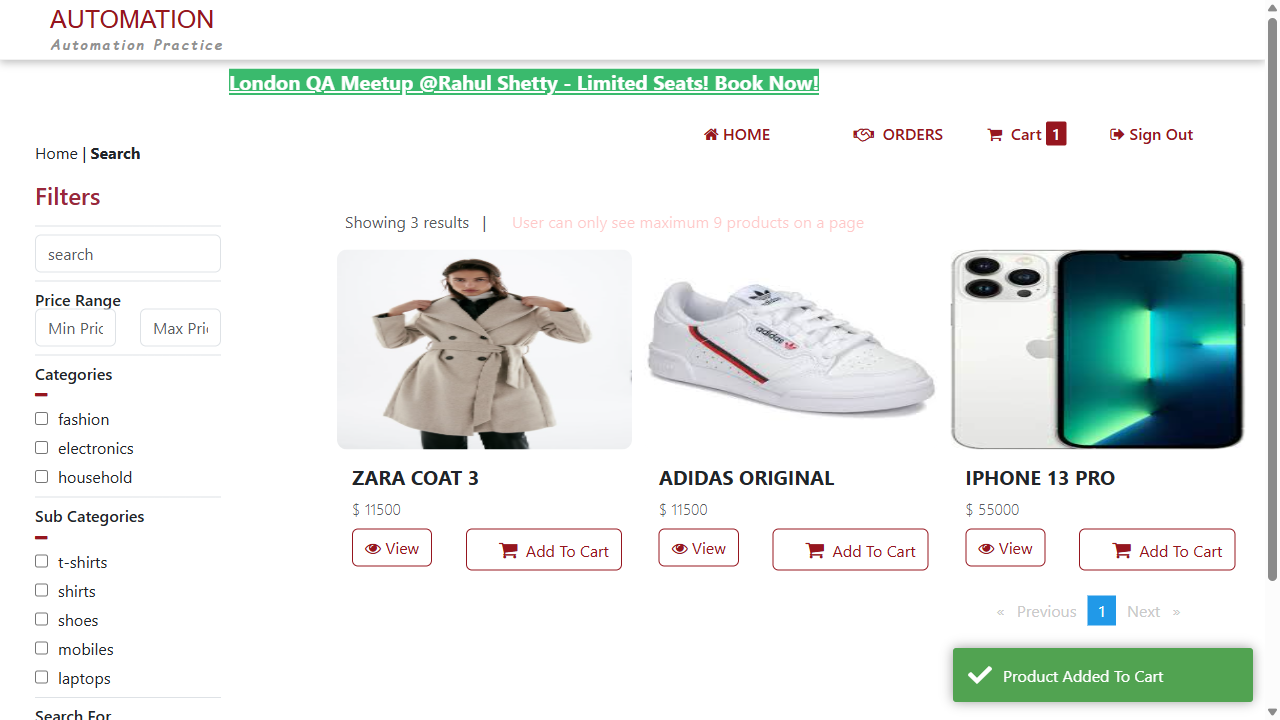 AUTOMATION
Automation Practice
London QA Meetup @Rahul Shetty - Limited Seats! Book Now!
HOME ORDERS Cart 1 Sign Out
Home | Search
Filters
Showing 3 results | User can only see maximum 9 products on a page
search
Price Range
Min Pric Max Pri
Categories
fashion
electronics
household
Sub Categories
t-shirts
shirts
shoes
mobiles
laptops
Search For
adidas
ZARA COAT 3
$ 11500
View Add To Cart
ADIDAS ORIGINAL
$ 11500
View Add To Cart
IPHONE 13 PRO
$ 55000
View Add To Cart
« Previous 1 Next »
Product Added To Cart